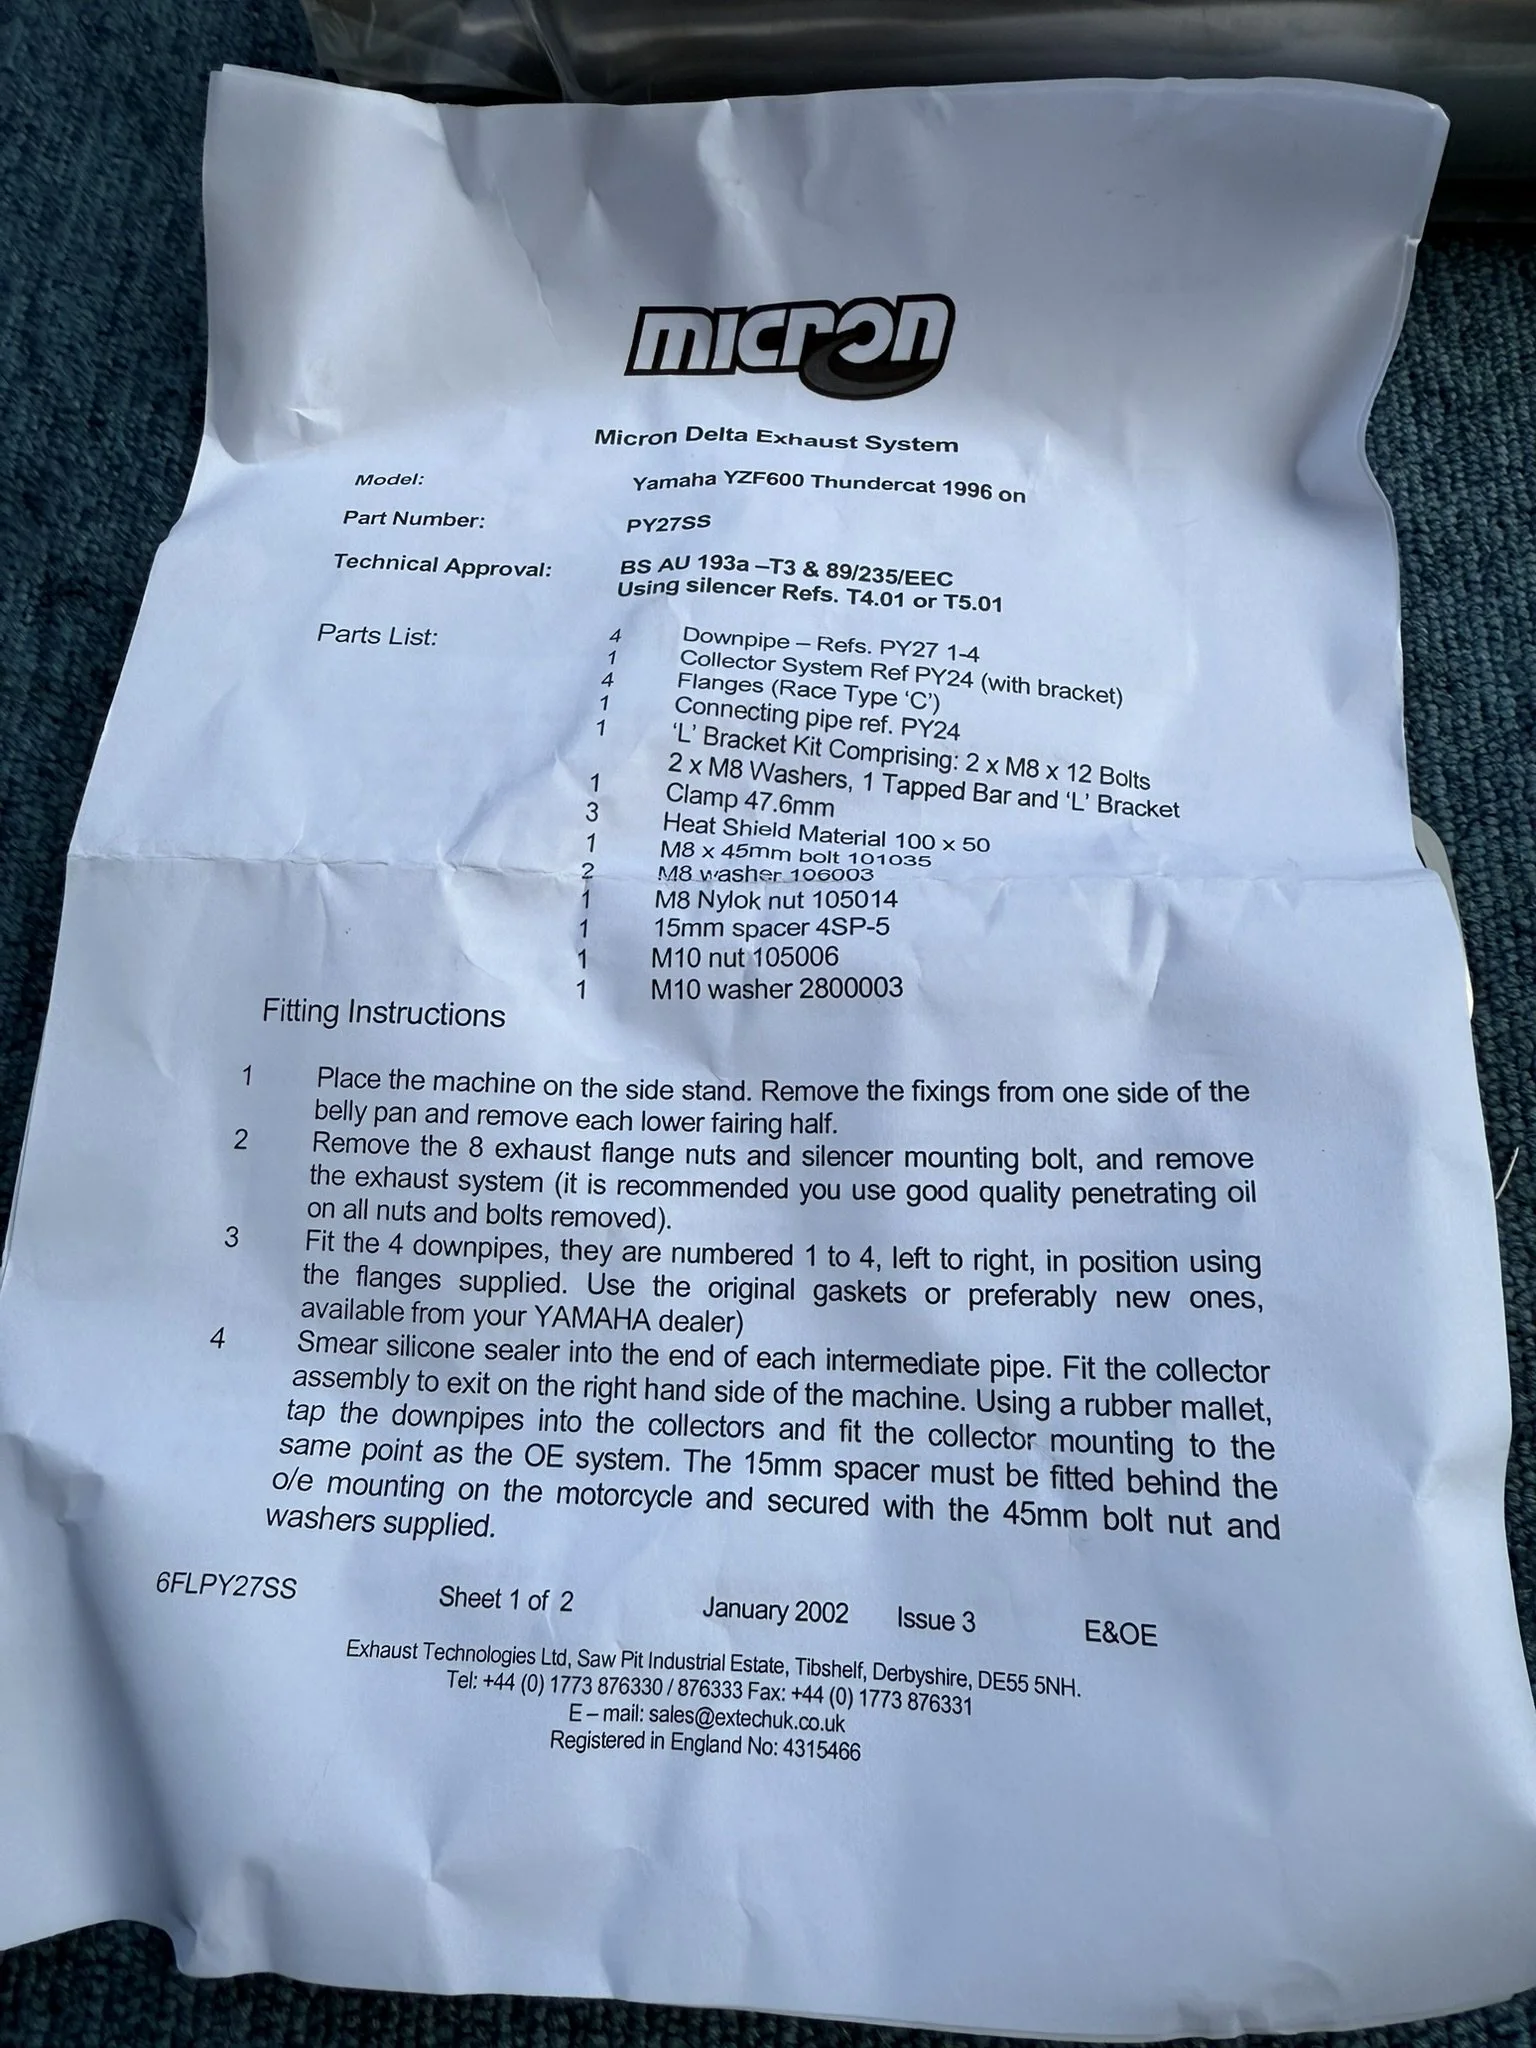 micron
Micron Delta Exhaust System
Model: Yamaha YZF600 Thundercat 1996 on
Part Number: PY27SS
Technical Approval: BS AU 193a –T3 & 89/235/EEC
Using silencer Refs. T4.01 or T5.01
Parts List: 4 Downpipe – Refs. PY27 1-4
1 Collector System Ref PY24 (with bracket)
4 Flanges (Race Type ‘C’)
1 Connecting pipe ref. PY24
1 ‘L’ Bracket Kit Comprising: 2 x M8 x 12 Bolts
2 x M8 Washers, 1 Tapped Bar and ‘L’ Bracket
1 Clamp 47.6mm
3 Heat Shield Material 100 x 50
1 M8 x 45mm bolt 101035
2 M8 washer 106003
1 M8 Nylok nut 105014
1 15mm spacer 4SP-5
1 M10 nut 105006
1 M10 washer 2800003
Fitting Instructions
1 Place the machine on the side stand. Remove the fixings from one side of the
belly pan and remove each lower fairing half.
2 Remove the 8 exhaust flange nuts and silencer mounting bolt, and remove
the exhaust system (it is recommended you use good quality penetrating oil
on all nuts and bolts removed).
3 Fit the 4 downpipes, they are numbered 1 to 4, left to right, in position using
the flanges supplied. Use the original gaskets or preferably new ones,
available from your YAMAHA dealer)
4 Smear silicone sealer into the end of each intermediate pipe. Fit the collector
assembly to exit on the right hand side of the machine. Using a rubber mallet,
tap the downpipes into the collectors and fit the collector mounting to the
same point as the OE system. The 15mm spacer must be fitted behind the
o/e mounting on the motorcycle and secured with the 45mm bolt nut and
washers supplied.
6FLPY27SS Sheet 1 of 2 January 2002 Issue 3 E&OE
Exhaust Technologies Ltd, Saw Pit Industrial Estate, Tibshelf, Derbyshire, DE55 5NH.
Tel: +44 (0) 1773 876330 / 876333 Fax: +44 (0) 1773 876331
E – mail: sales@extechuk.co.uk
Registered in England No: 4315466